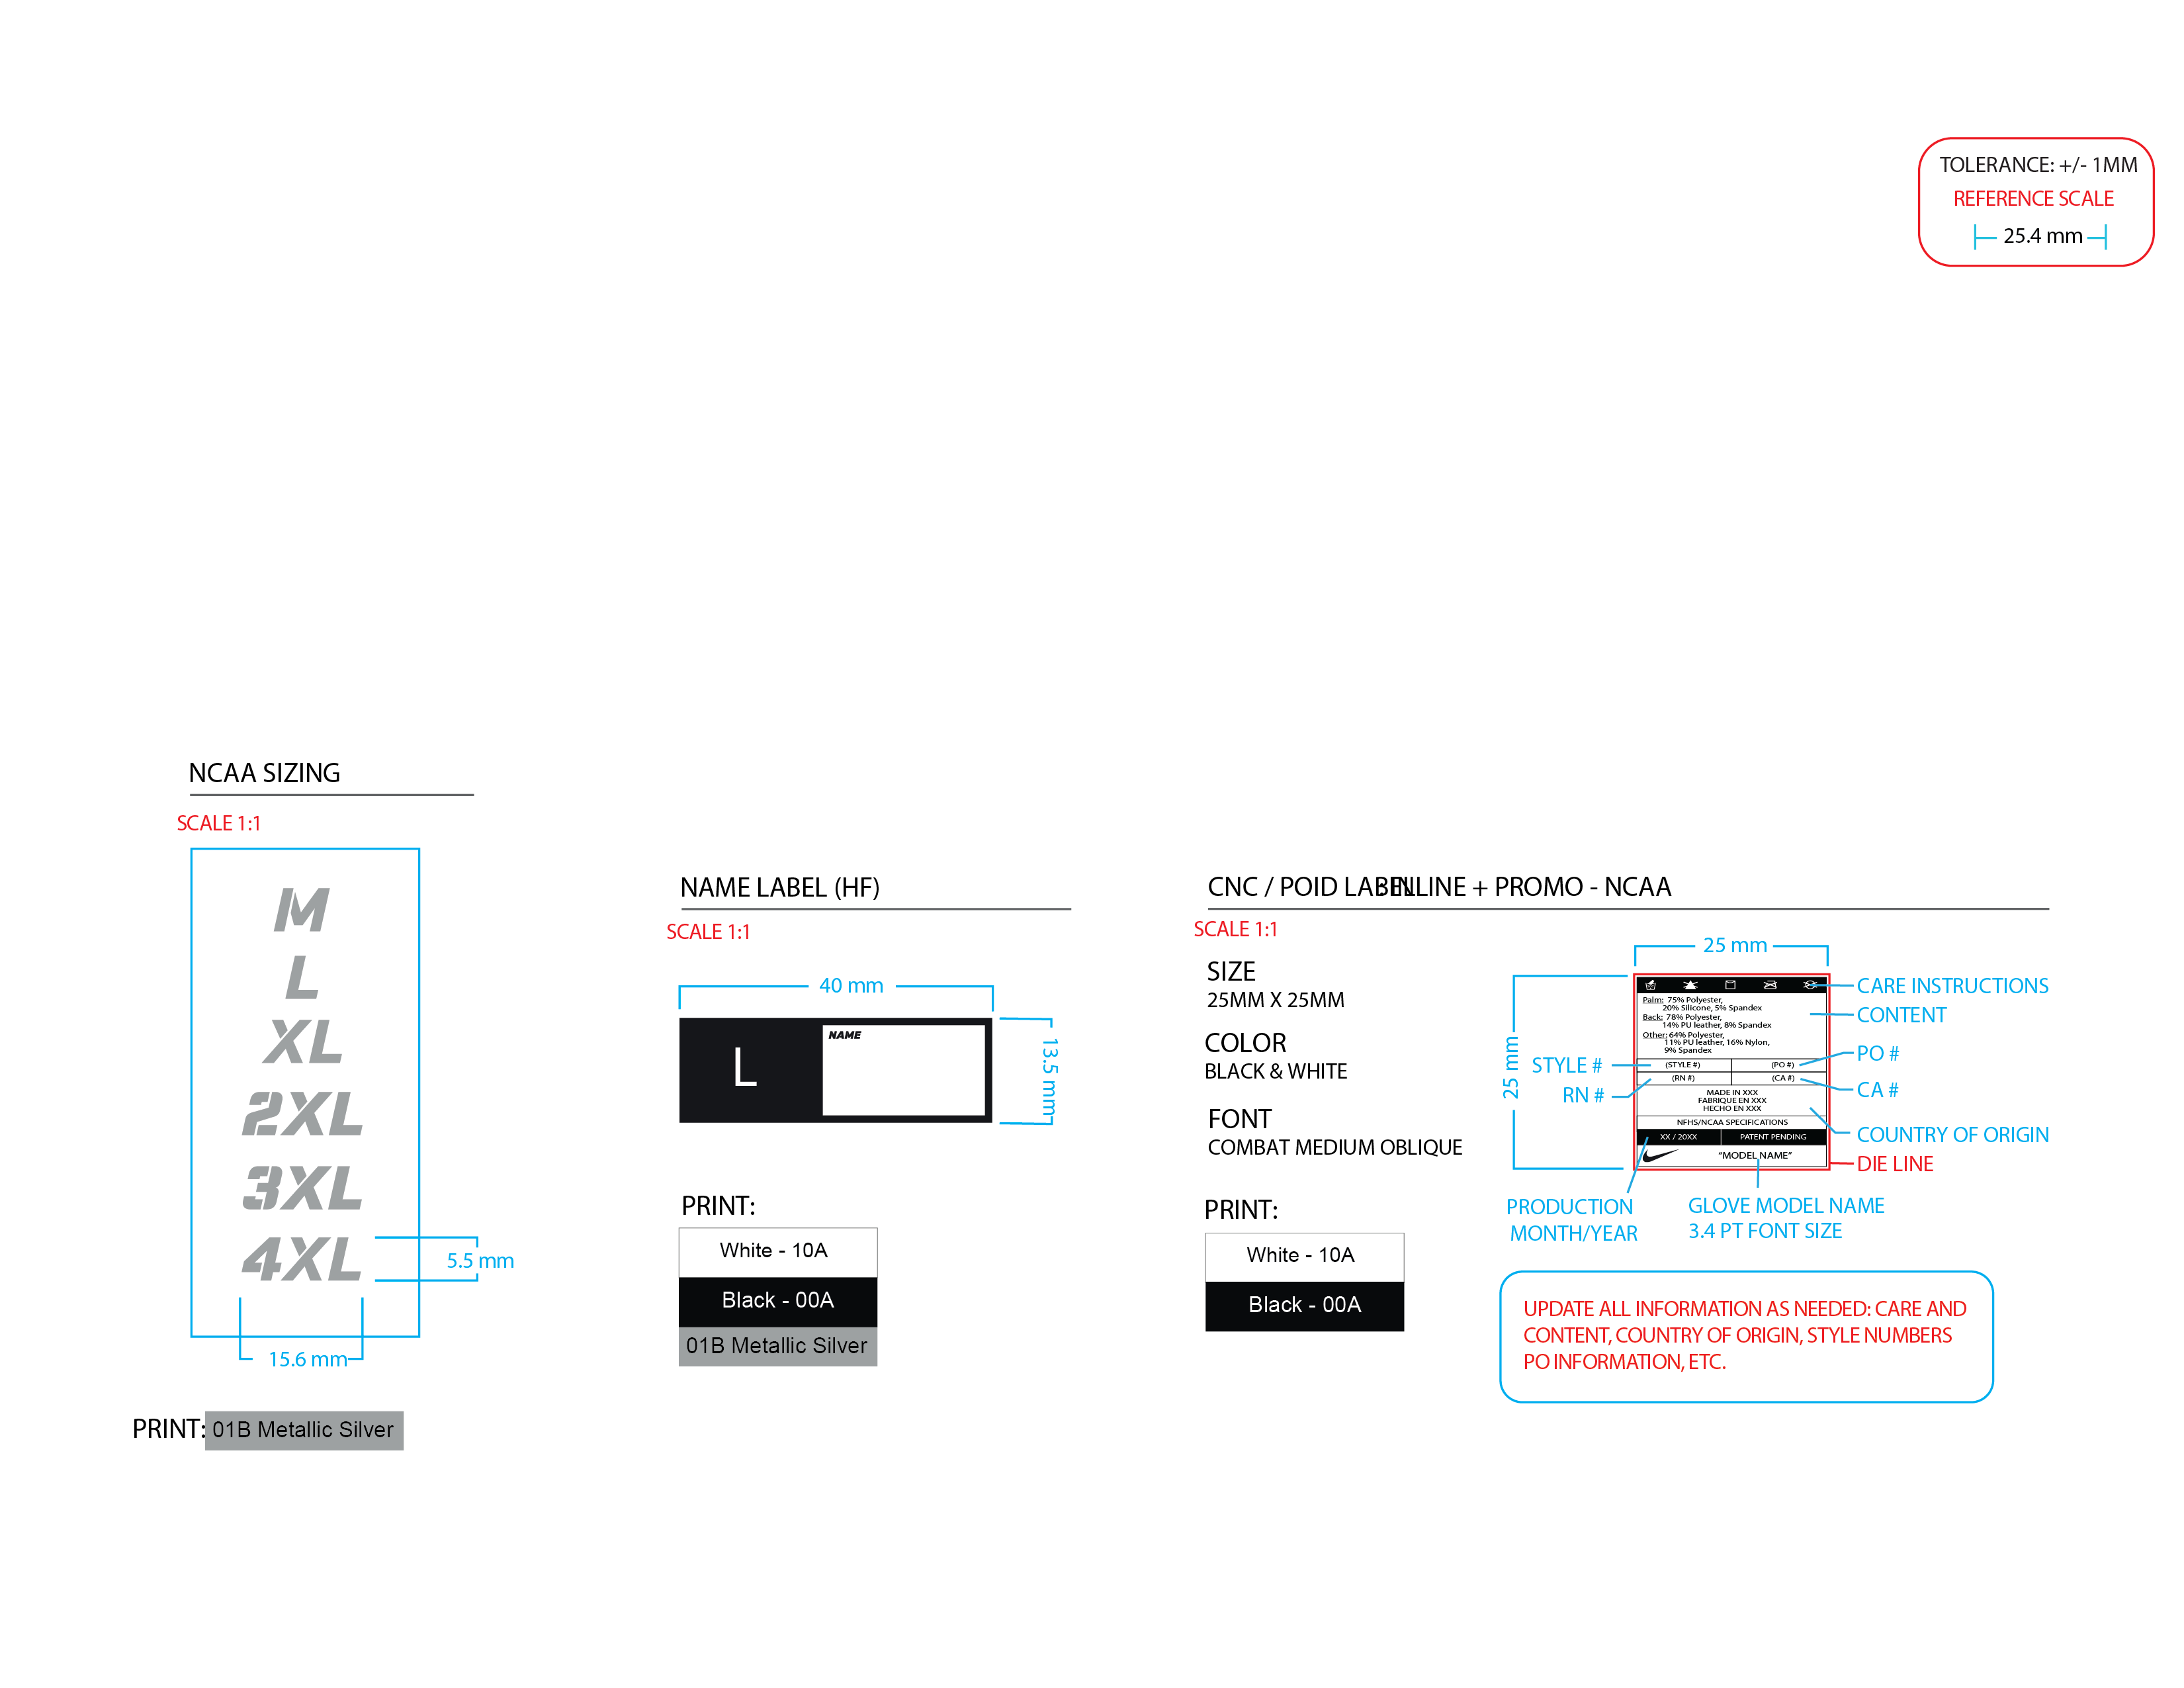 TOLERANCE: +/- 1MM
REFERENCE SCALE
25.4 mm
NCAA SIZING
SCALE 1:1
M
L
XL
2XL
3XL
4XL
5.5 mm
15.6 mm
PRINT: 01B Metallic Silver
NAME LABEL (HF)
SCALE 1:1
40 mm
L
NAME
13.5 mm
PRINT:
White - 10A
Black - 00A
01B Metallic Silver
CNC / POID LABEL INLINE + PROMO - NCAA
SCALE 1:1
SIZE
25MM X 25MM
COLOR
BLACK & WHITE
FONT
COMBAT MEDIUM OBLIQUE
PRINT:
White - 10A
Black - 00A
25 mm
25 mm
Palm: 75% Polyester,
20% Silicone, 5% Spandex
Back: 78% Polyester,
14% PU leather, 8% Spandex
Other: 64% Polyester,
11% PU leather, 16% Nylon,
9% Spandex
(STYLE #) (PO #)
(RN #) (CA #)
MADE IN XXX
FABRIQUE EN XXX
HECHO EN XXX
NFHS/NCAA SPECIFICATIONS
XX / 20XX PATENT PENDING
"MODEL NAME"
STYLE #
RN #
CARE INSTRUCTIONS
CONTENT
PO #
CA #
COUNTRY OF ORIGIN
DIE LINE
PRODUCTION
MONTH/YEAR
GLOVE MODEL NAME
3.4 PT FONT SIZE
UPDATE ALL INFORMATION AS NEEDED: CARE AND
CONTENT, COUNTRY OF ORIGIN, STYLE NUMBERS
PO INFORMATION, ETC.